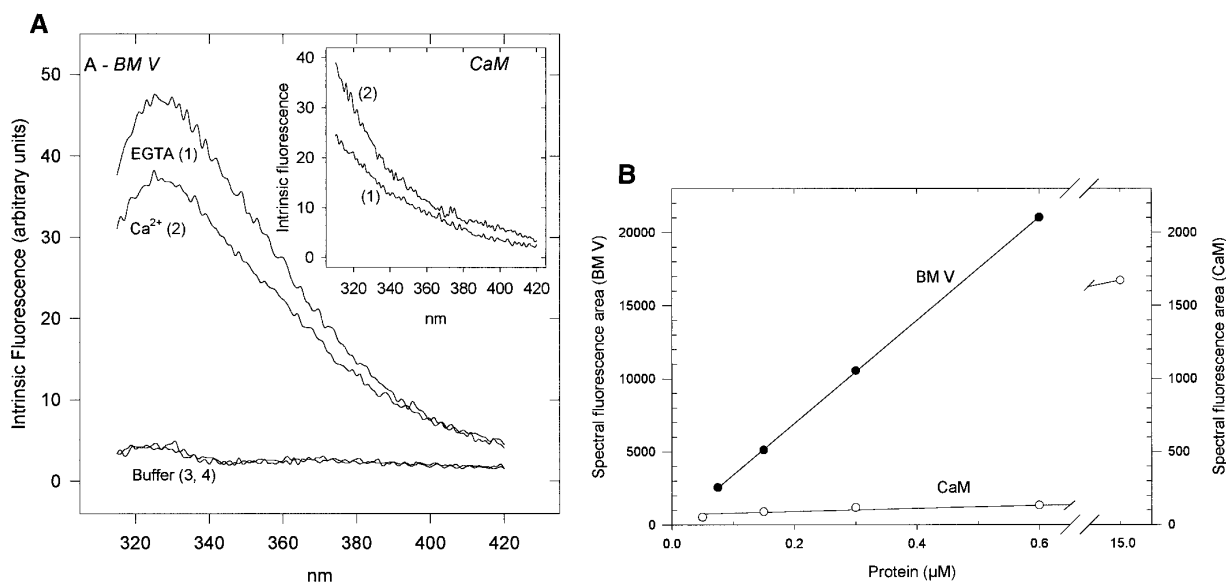 A
A - BM V
CaM
50
40
30
20
10
0
Intrinsic Fluorescence (arbitrary units)
EGTA (1)
Ca²⁺ (2)
Buffer (3, 4)
320 340 360 380 400 420
nm
40
30
20
10
0
Intrinsic fluorescence
(2)
(1)
320 340 360 380 400 420
nm
B
20000
15000
10000
5000
0
Spectral fluorescence area (BM V)
BM V
CaM
2000
1500
1000
500
0
Spectral fluorescence area (CaM)
0.0 0.2 0.4 0.6 15.0
Protein (µM)